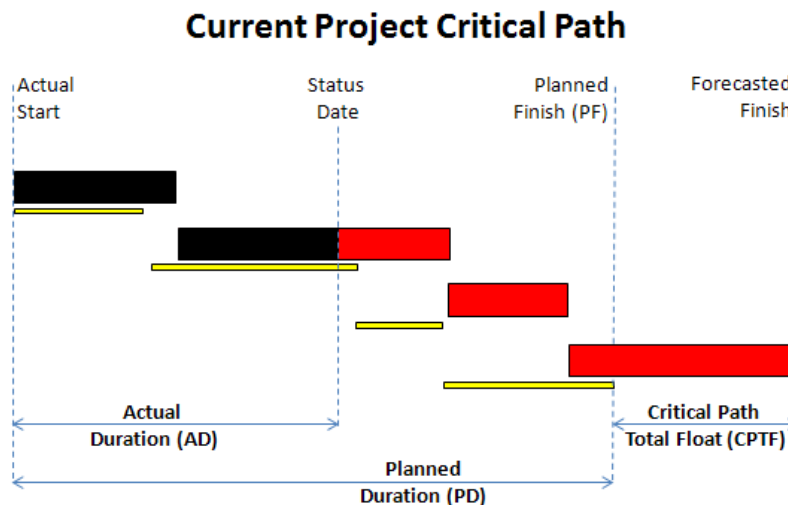 Current Project Critical Path
Actual
Start
Status
Date
Planned
Finish (PF)
Forecasted
Finish
Actual
Duration (AD)
Critical Path
Total Float (CPTF)
Planned
Duration (PD)